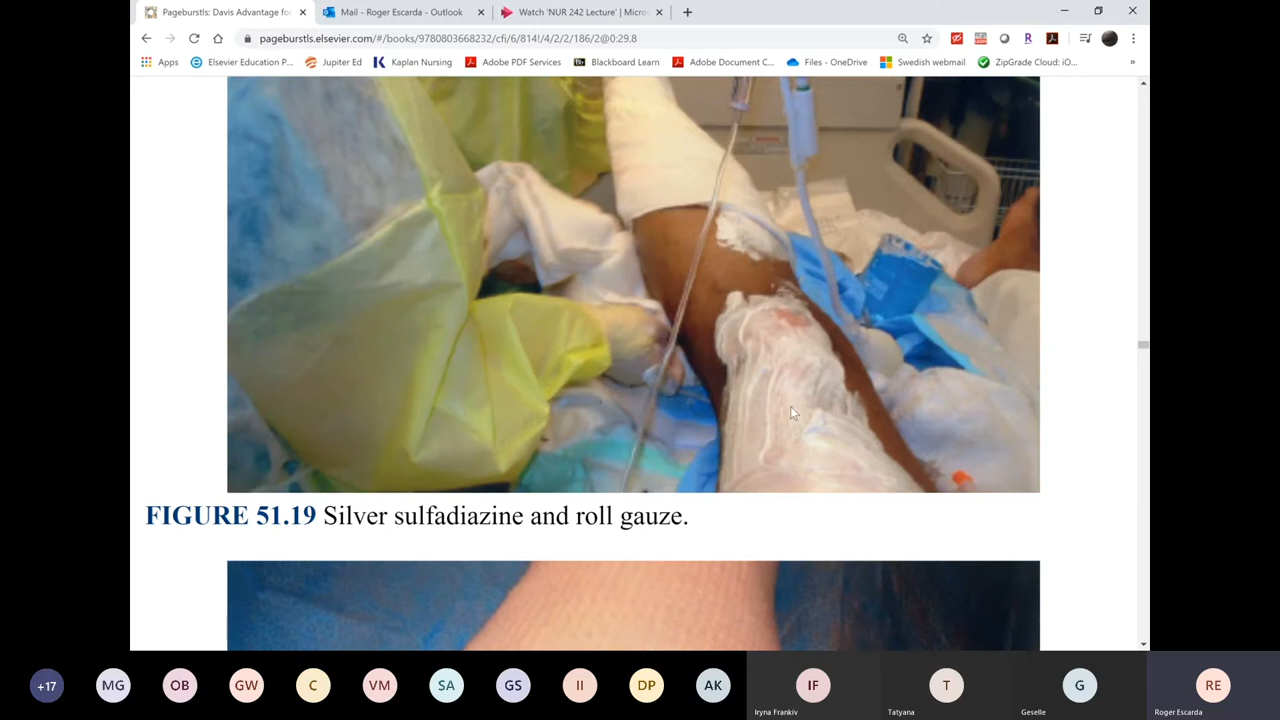 Pageburstls: Davis Advantage fo
Mail - Roger Escarda - Outlook
Watch 'NUR 242 Lecture' | Micro
pageburstls.elsevier.com/#/books/9780803668232/cfi/6/814!/4/2/2/186/2@0:29.8
Apps
Elsevier Education P...
Jupiter Ed
Kaplan Nursing
Adobe PDF Services
Bb
Blackboard Learn
Adobe Document C...
Files - OneDrive
Swedish webmail
ZipGrade Cloud: iO...
FIGURE 51.19 Silver sulfadiazine and roll gauze.
+17
MG
OB
GW
C
VM
SA
GS
II
DP
AK
IF
Iryna Frankiv
T
Tatyana
G
Geselle
RE
Roger Escarda